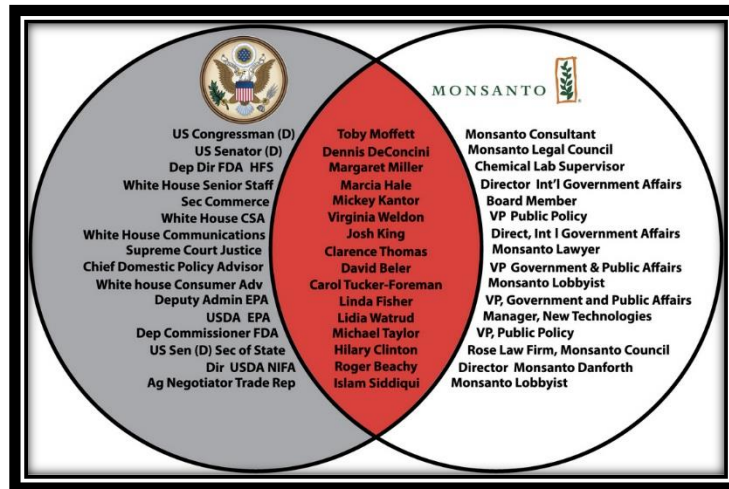 MONSANTO
US Congressman (D) Toby Moffett Monsanto Consultant
US Senator (D) Dennis DeConcini Monsanto Legal Council
Dep Dir FDA HFS Margaret Miller Chemical Lab Supervisor
White House Senior Staff Marcia Hale Director Int'l Government Affairs
Sec Commerce Mickey Kantor Board Member
White House CSA Virginia Weldon VP Public Policy
White House Communications Josh King Direct, Int l Government Affairs
Supreme Court Justice Clarence Thomas Monsanto Lawyer
Chief Domestic Policy Advisor David Beler VP Government & Public Affairs
White house Consumer Adv Carol Tucker-Foreman Monsanto Lobbyist
Deputy Admin EPA Linda Fisher VP, Government and Public Affairs
USDA EPA Lidia Watrud Manager, New Technologies
Dep Commissioner FDA Michael Taylor VP, Public Policy
US Sen (D) Sec of State Hilary Clinton Rose Law Firm, Monsanto Council
Dir USDA NIFA Roger Beachy Director Monsanto Danforth
Ag Negotiator Trade Rep Islam Siddiqui Monsanto Lobbyist